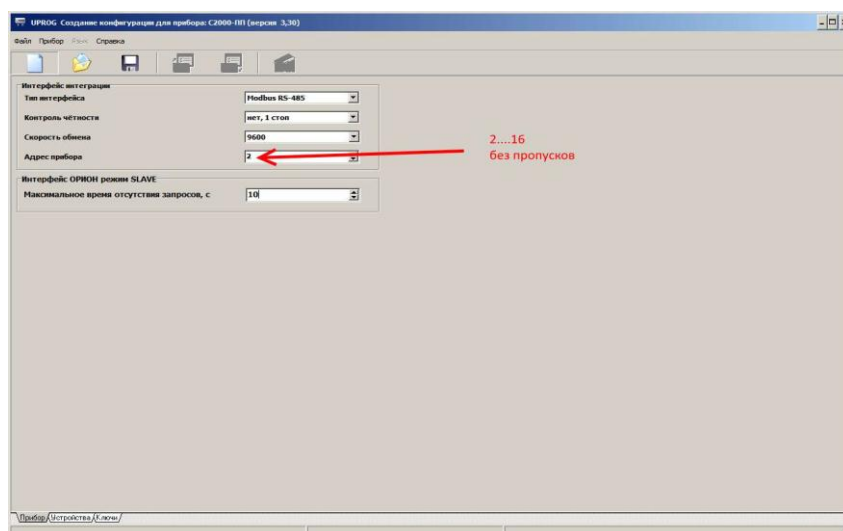 UPROG Создание конфигурации для прибора: С2000-ПП (версия 3,30)
Файл Прибор Язык Справка
Интерфейс интеграции
Тип интерфейса Modbus RS-485
Контроль чётности нет, 1 стоп
Скорость обмена 9600
Адрес прибора 2
2....16
без пропусков
Интерфейс ОРИОН режим SLAVE
Максимальное время отсутствия запросов, с 10
Прибор Устройства Ключи